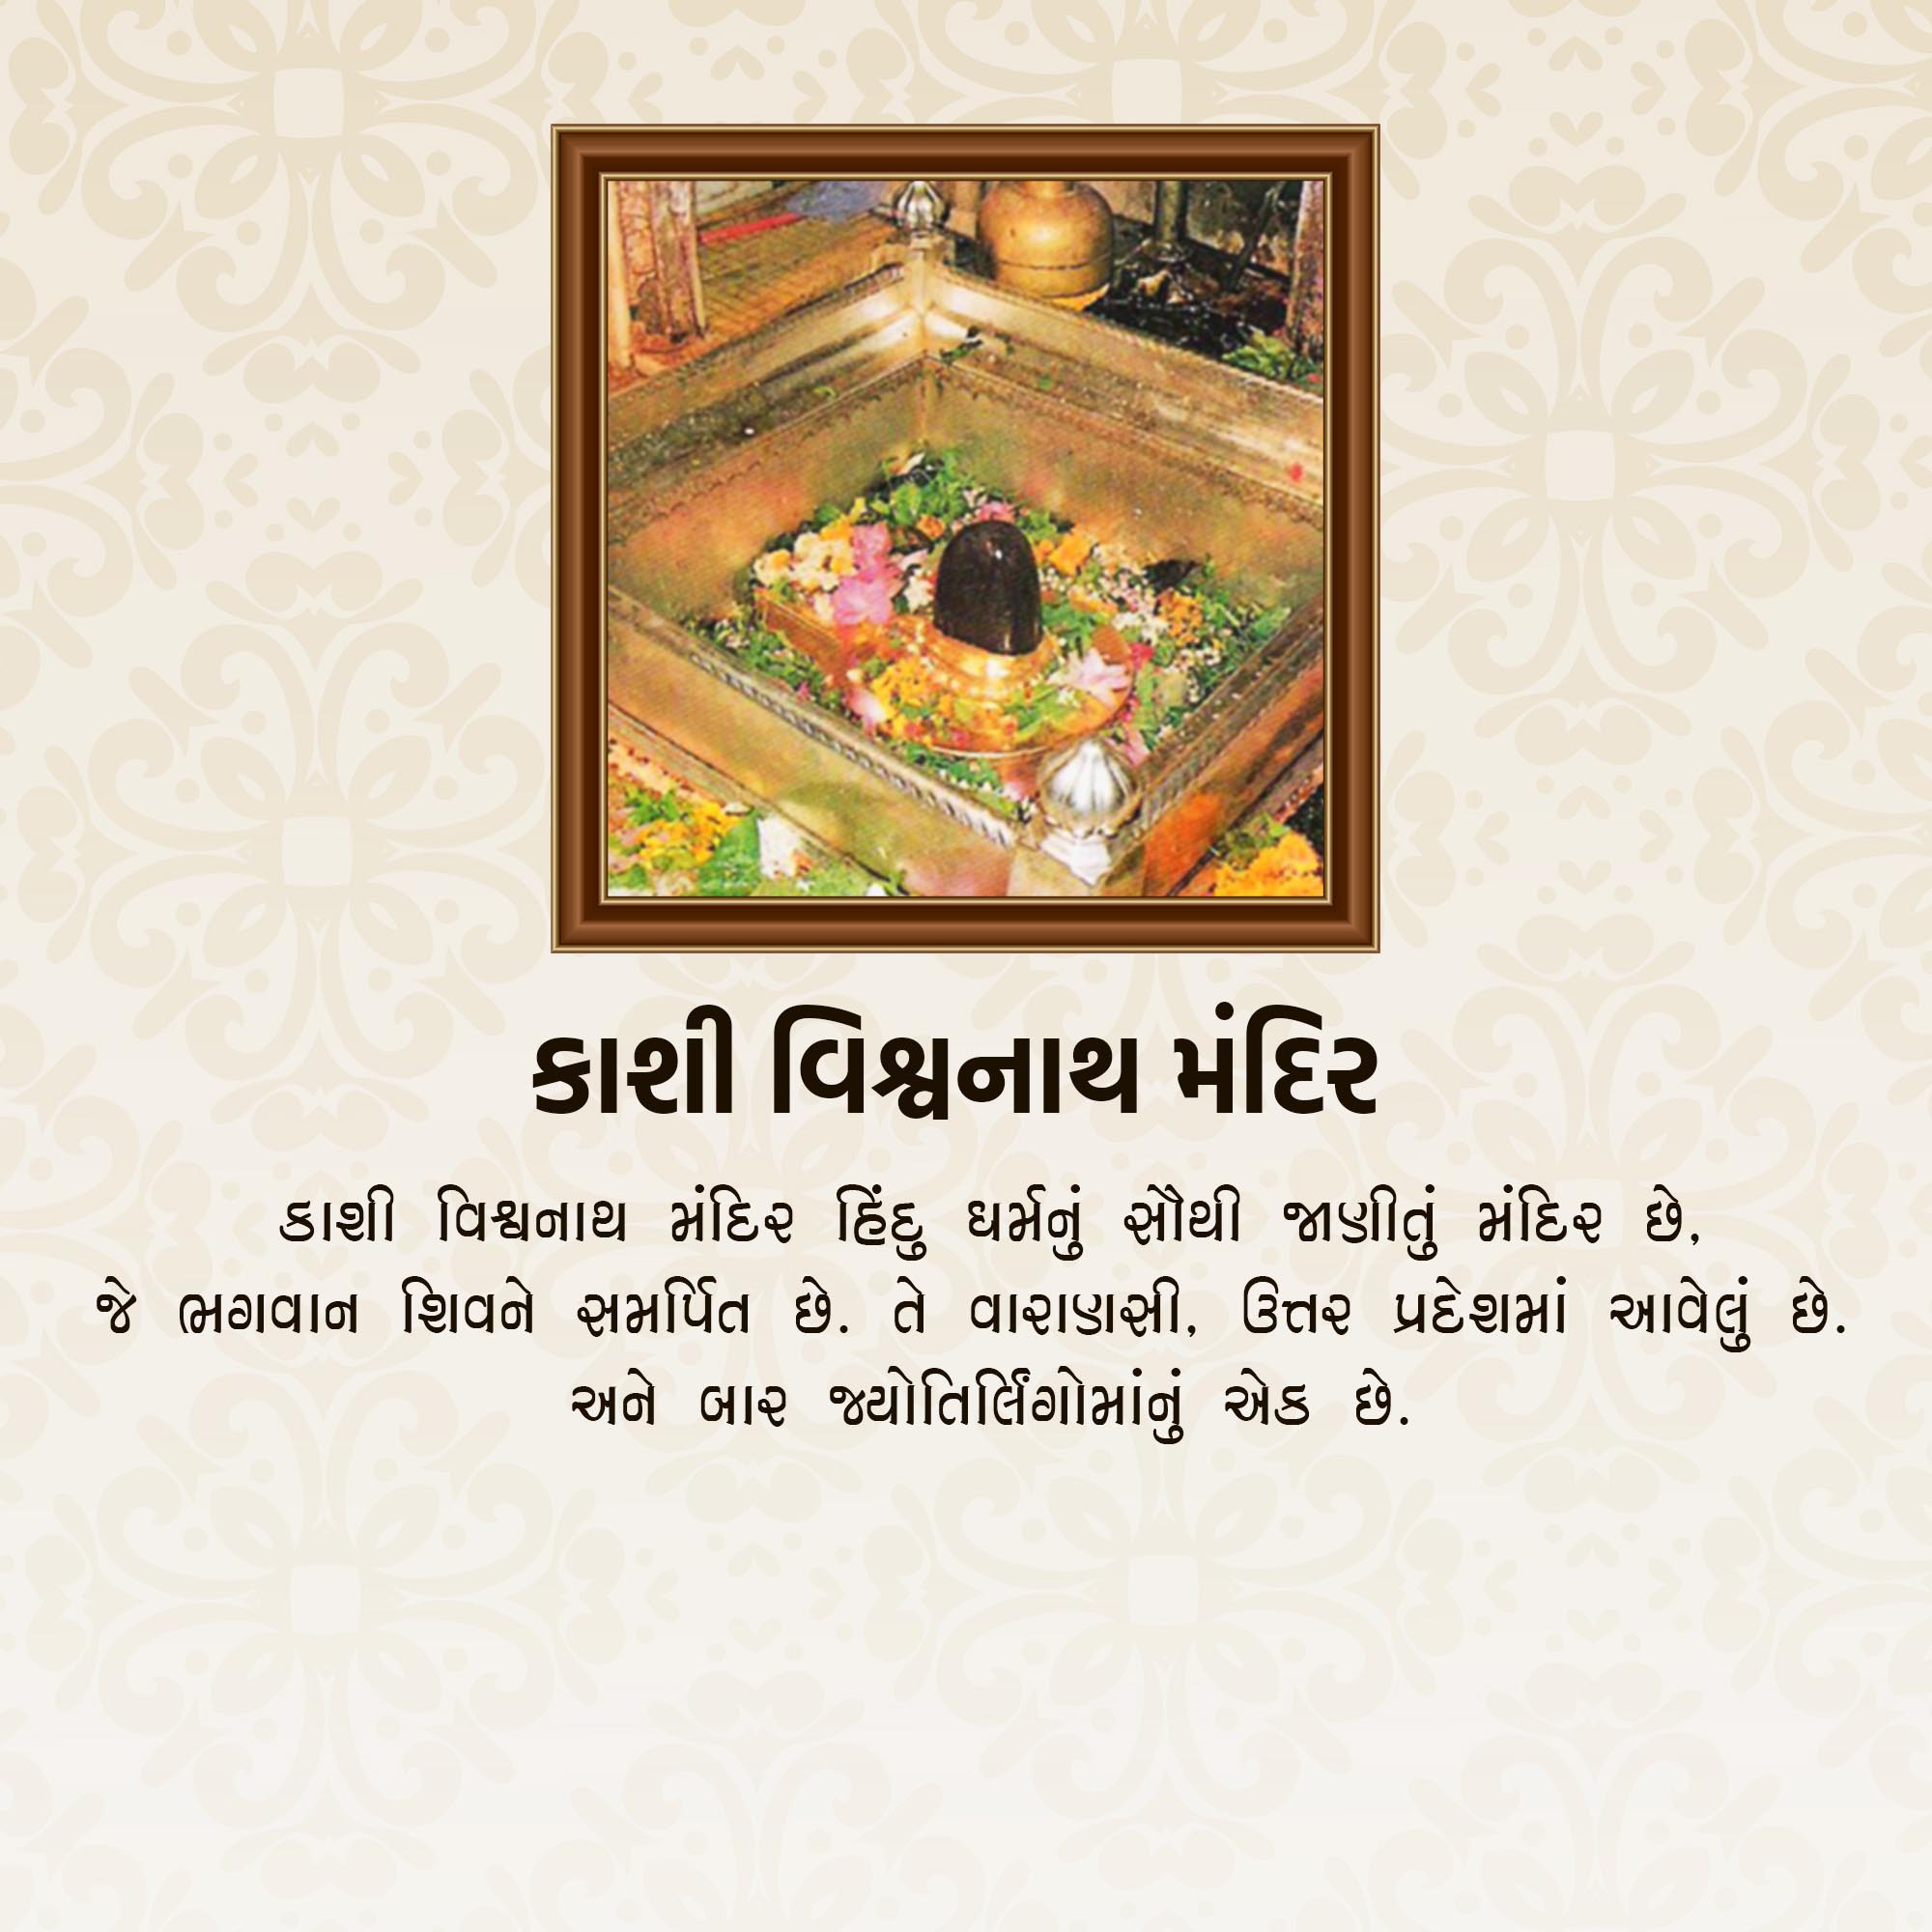 કાશી વિશ્વનાથ મંદિર
કાશી વિશ્વનાથ મંદિર હિંદુ ધર્મનું સૌથી જાણીતું મંદિર છે,
જે ભગવાન શિવને સમર્પિત છે. તે વારાણસી, ઉત્તર પ્રદેશમાં આવેલું છે.
અને બાર જ્યોતિર્લિંગોમાંનું એક છે.